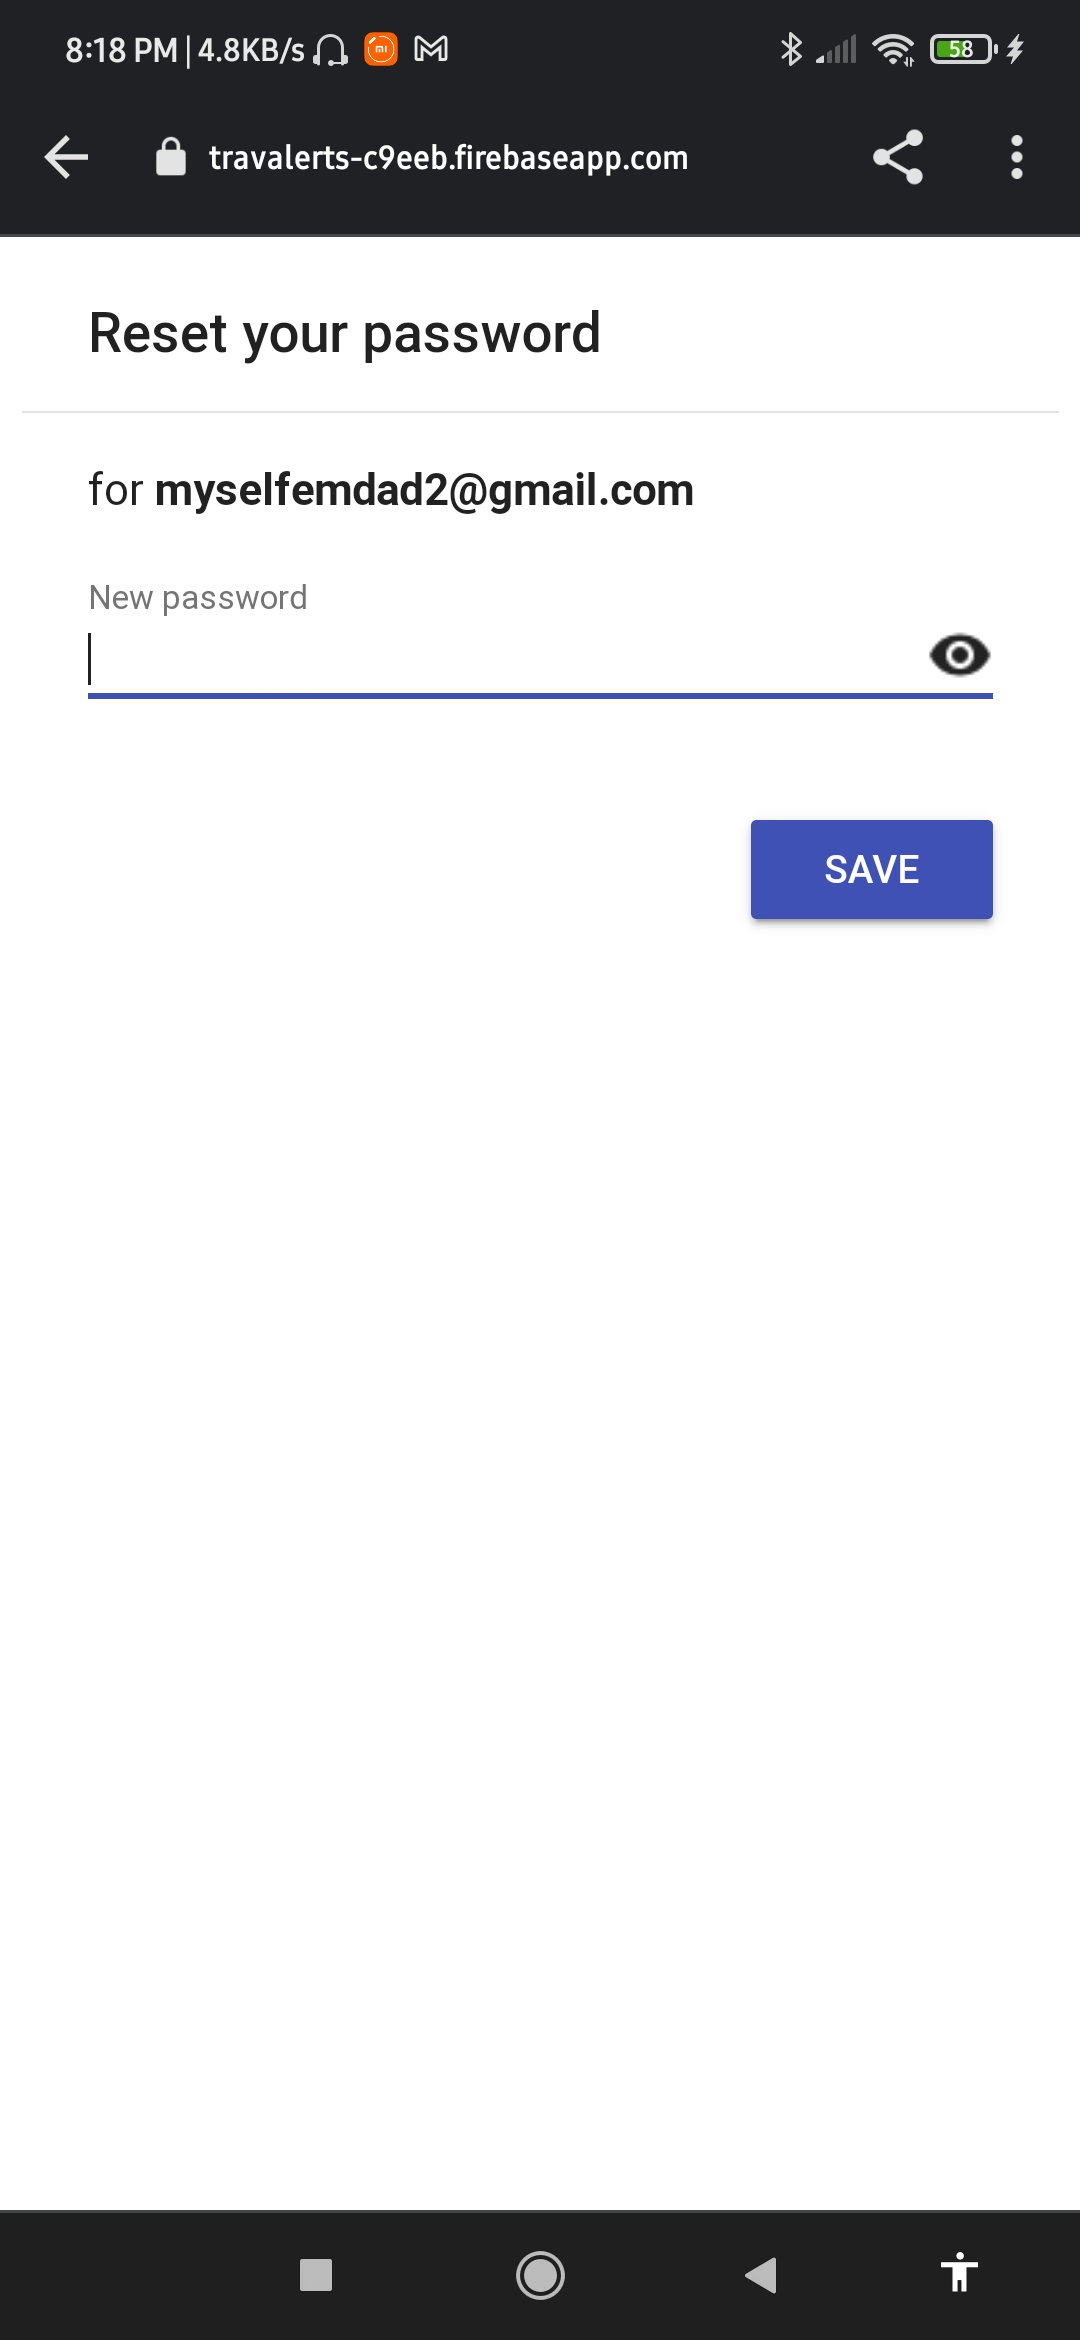 8:18 PM | 4.8KB/s
58
travalerts-c9eeb.firebaseapp.com
Reset your password
for myselfemdad2@gmail.com
New password
SAVE